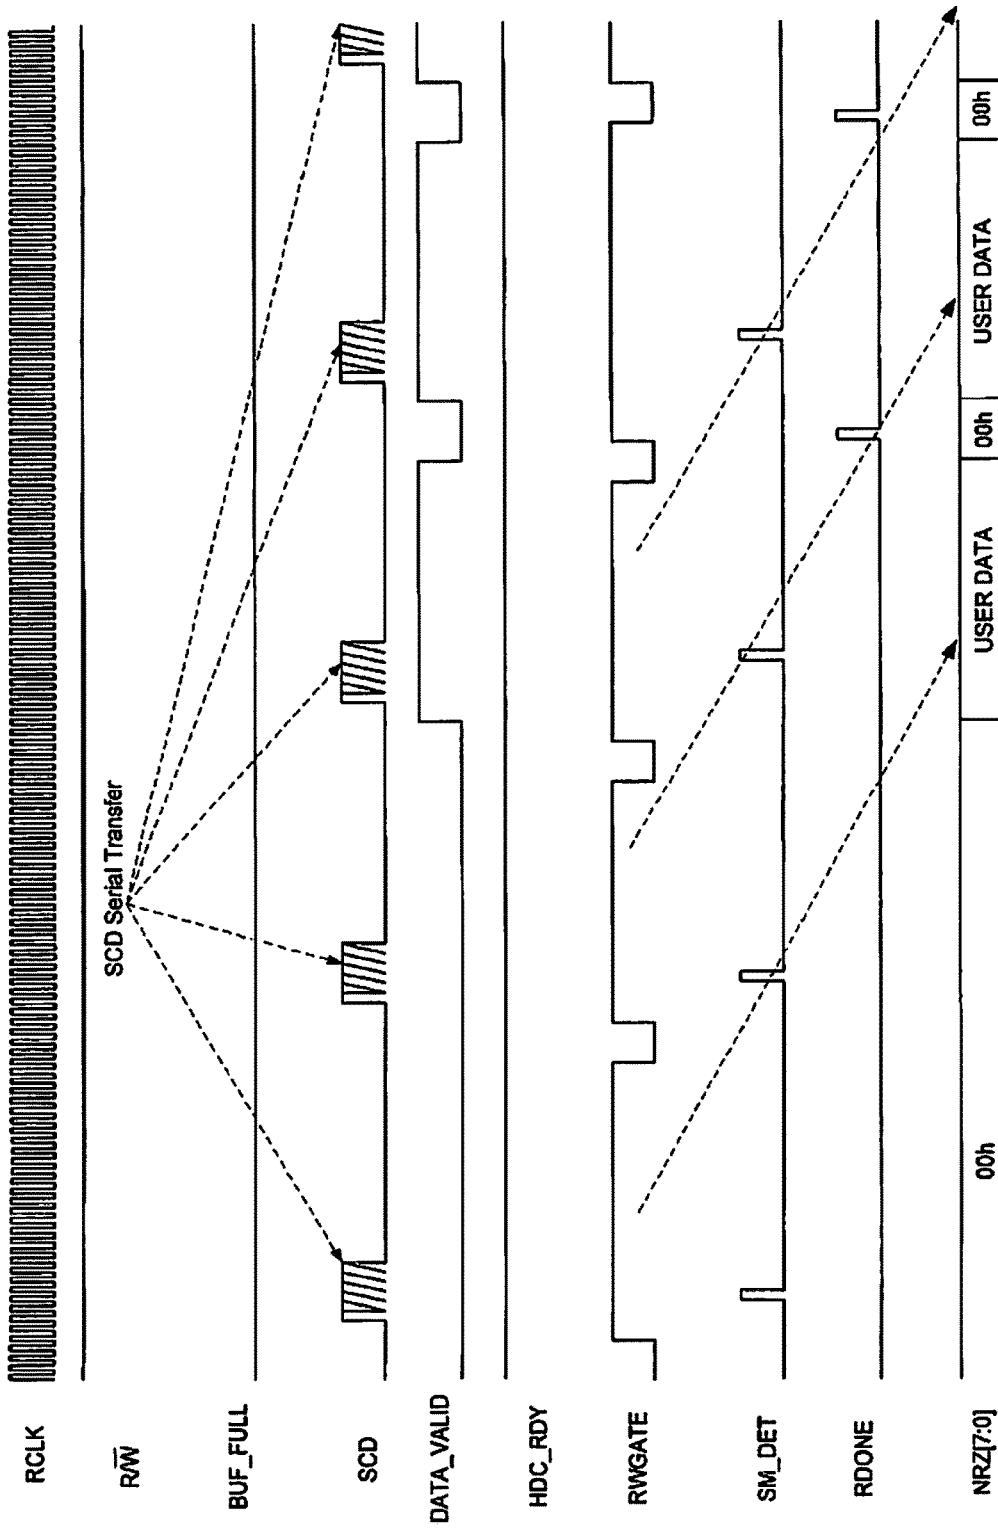 RCLK
R/W̅
SCD Serial Transfer
BUF_FULL
SCD
DATA_VALID
HDC_RDY
RWGATE
SM_DET
RDONE
NRZ[7:0]
00h
USER DATA
00h
USER DATA
00h